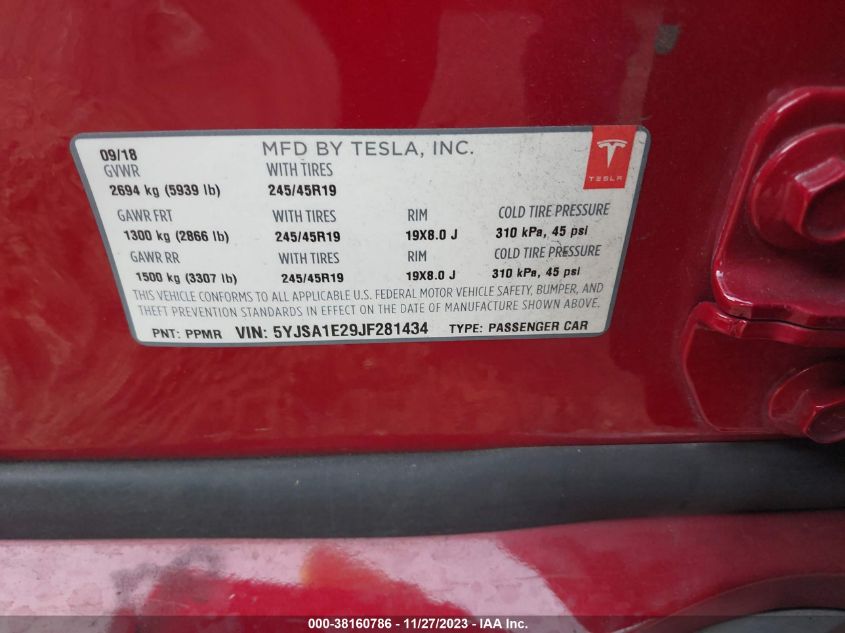 09/18 MFD BY TESLA, INC.
GVWR WITH TIRES
2694 kg (5939 lb) 245/45R19
TESLA
GAWR FRT WITH TIRES RIM COLD TIRE PRESSURE
1300 kg (2866 lb) 245/45R19 19X8.0 J 310 kPa, 45 psi
GAWR RR WITH TIRES RIM COLD TIRE PRESSURE
1500 kg (3307 lb) 245/45R19 19X8.0 J 310 kPa, 45 psi
THIS VEHICLE CONFORMS TO ALL APPLICABLE U.S. FEDERAL MOTOR VEHICLE SAFETY, BUMPER, AND
THEFT PREVENTION STANDARDS IN EFFECT ON THE DATE OF MANUFACTURE SHOWN ABOVE.
PNT: PPMR VIN: 5YJSA1E29JF281434 TYPE: PASSENGER CAR
000-38160786 - 11/27/2023 - IAA Inc.